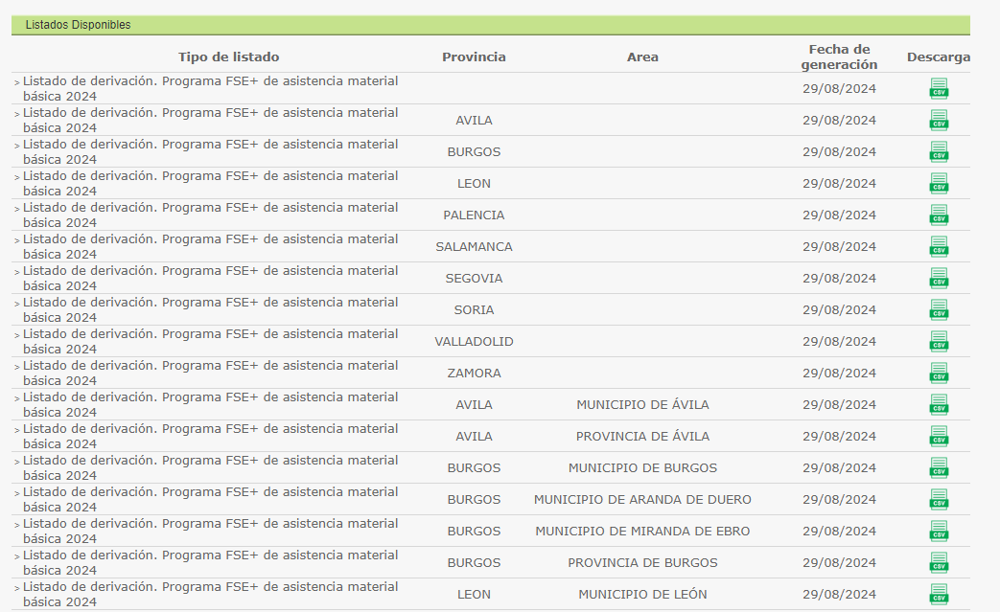 Listados Disponibles
Tipo de listado Provincia Area Fecha de generación Descarga
> Listado de derivación. Programa FSE+ de asistencia material básica 2024 29/08/2024 CSV
> Listado de derivación. Programa FSE+ de asistencia material básica 2024 AVILA 29/08/2024 CSV
> Listado de derivación. Programa FSE+ de asistencia material básica 2024 BURGOS 29/08/2024 CSV
> Listado de derivación. Programa FSE+ de asistencia material básica 2024 LEON 29/08/2024 CSV
> Listado de derivación. Programa FSE+ de asistencia material básica 2024 PALENCIA 29/08/2024 CSV
> Listado de derivación. Programa FSE+ de asistencia material básica 2024 SALAMANCA 29/08/2024 CSV
> Listado de derivación. Programa FSE+ de asistencia material básica 2024 SEGOVIA 29/08/2024 CSV
> Listado de derivación. Programa FSE+ de asistencia material básica 2024 SORIA 29/08/2024 CSV
> Listado de derivación. Programa FSE+ de asistencia material básica 2024 VALLADOLID 29/08/2024 CSV
> Listado de derivación. Programa FSE+ de asistencia material básica 2024 ZAMORA 29/08/2024 CSV
> Listado de derivación. Programa FSE+ de asistencia material básica 2024 AVILA MUNICIPIO DE ÁVILA 29/08/2024 CSV
> Listado de derivación. Programa FSE+ de asistencia material básica 2024 AVILA PROVINCIA DE ÁVILA 29/08/2024 CSV
> Listado de derivación. Programa FSE+ de asistencia material básica 2024 BURGOS MUNICIPIO DE BURGOS 29/08/2024 CSV
> Listado de derivación. Programa FSE+ de asistencia material básica 2024 BURGOS MUNICIPIO DE ARANDA DE DUERO 29/08/2024 CSV
> Listado de derivación. Programa FSE+ de asistencia material básica 2024 BURGOS MUNICIPIO DE MIRANDA DE EBRO 29/08/2024 CSV
> Listado de derivación. Programa FSE+ de asistencia material básica 2024 BURGOS PROVINCIA DE BURGOS 29/08/2024 CSV
> Listado de derivación. Programa FSE+ de asistencia material básica 2024 LEON MUNICIPIO DE LEÓN 29/08/2024 CSV